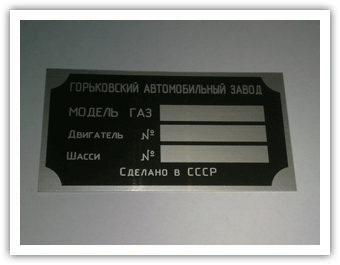 ГОРЬКОВСКИЙ АВТОМОБИЛЬНЫЙ ЗАВОД
МОДЕЛЬ ГАЗ
ДВИГАТЕЛЬ №
ШАССИ №
СДЕЛАНО В СССР